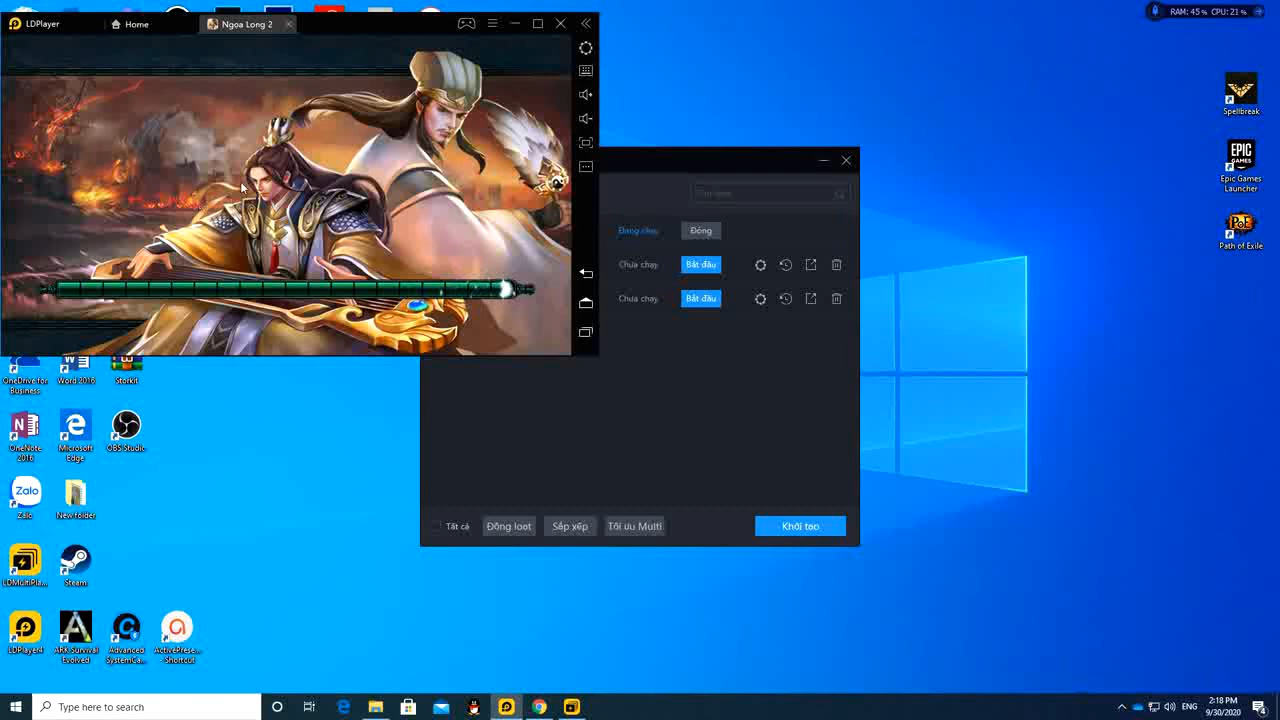 LDPlayer
Home
Ngọa Long 2
RAM: 45 % CPU: 21 %
Spellbreak
EPIC
GAMES
Epic Games
Launcher
PoE
Path of Exile
Đang chạy
Đóng
Chưa chạy
Bắt đầu
Chưa chạy
Bắt đầu
Tất cả
Đồng loạt
Sắp xếp
Tối ưu Multi
Khởi tạo
OneDrive for
Business
Word 2016
Storkit
OneNote
2016
Microsoft
Edge
OBS Studio
Zalo
Zalo
New folder
LDMultiPla...
Steam
LDPlayer4
ARK Survival
Evolved
Advanced
SystemCa...
ActivePrese...
- Shortcut
Type here to search
ENG
2:18 PM
9/30/2020